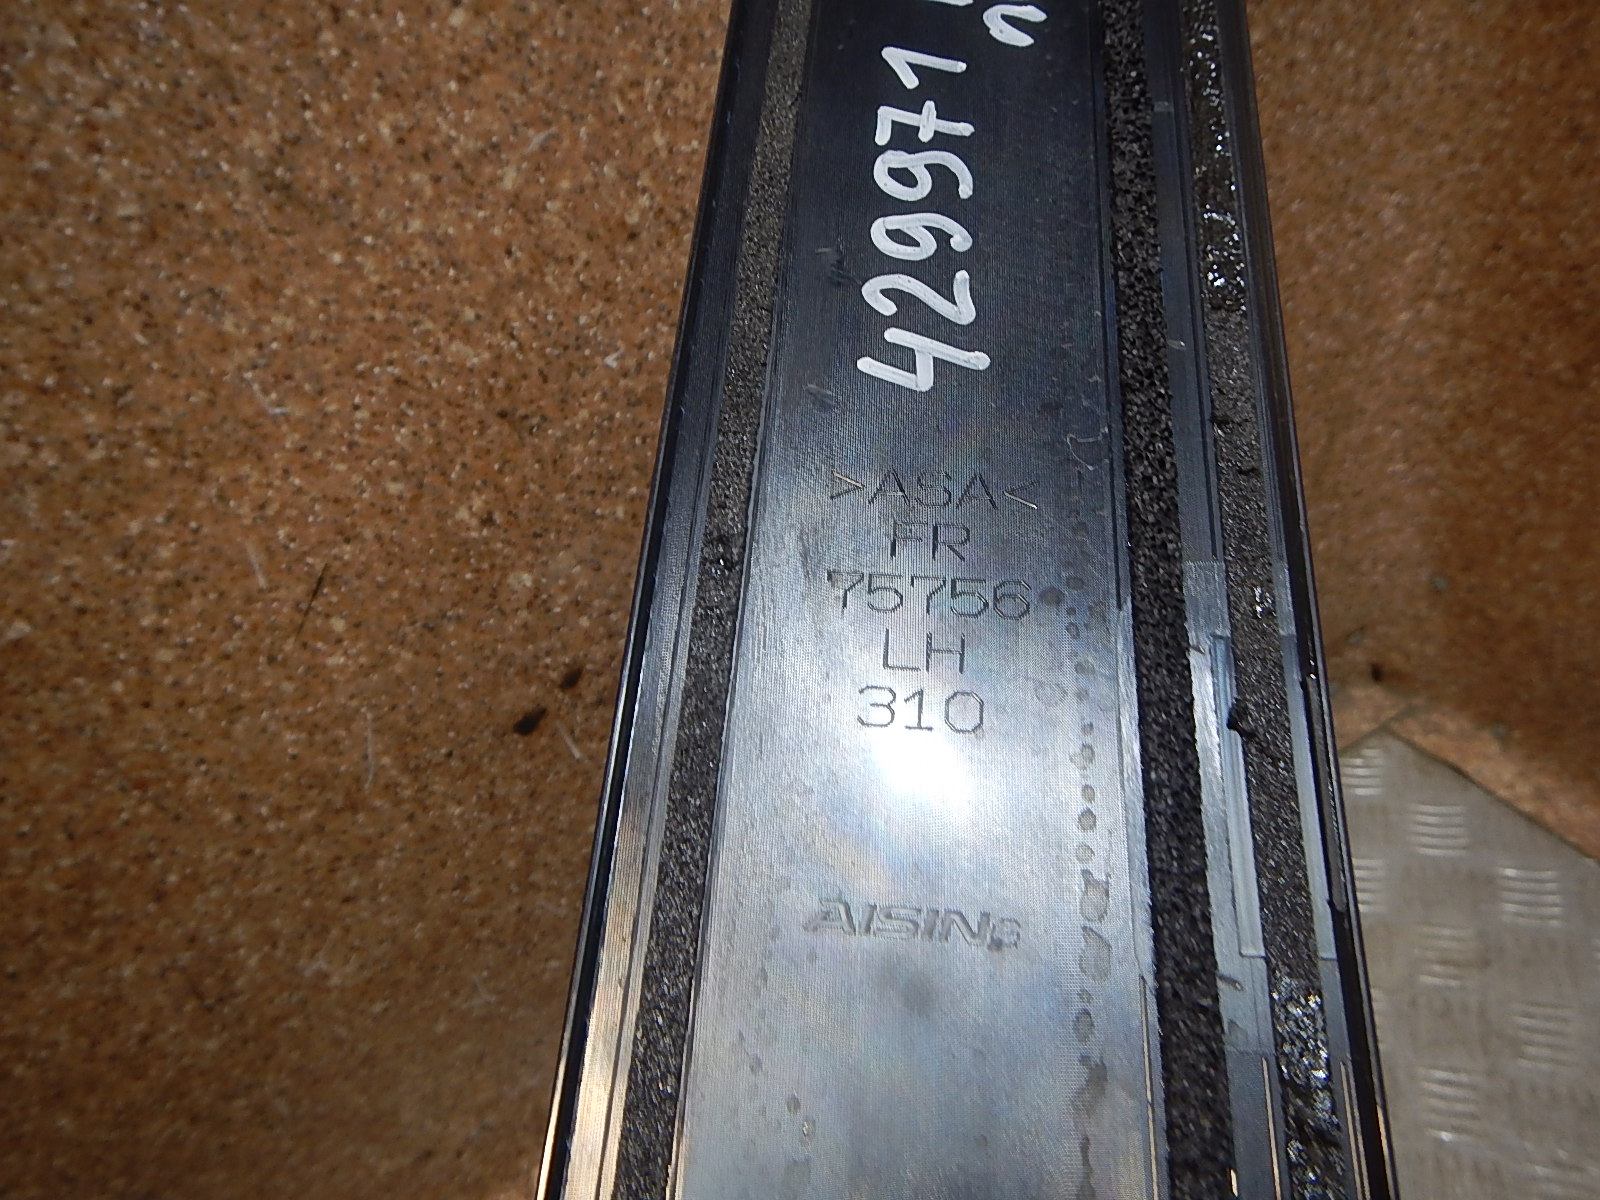 429971
>ASA<
FR
75756
LH
310
AISIN